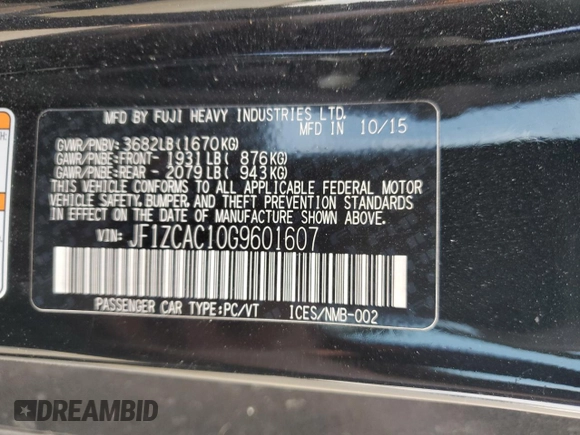 MFD BY FUJI HEAVY INDUSTRIES LTD.
MFD IN 10/15
GVWR/PNBV: 3682LB(1670KG)
GAWR/PNBE:FRONT- 1931LB( 876KG)
GAWR/PNBE:REAR - 2079LB( 943KG)
THIS VEHICLE CONFORMS TO ALL APPLICABLE FEDERAL MOTOR
VEHICLE SAFETY, BUMPER, AND THEFT PREVENTION STANDARDS
IN EFFECT ON THE DATE OF MANUFACTURE SHOWN ABOVE.
VIN: JF1ZCAC10G9601607
PASSENGER CAR TYPE:PC/VT ICES/NMB-002
DREAMBID